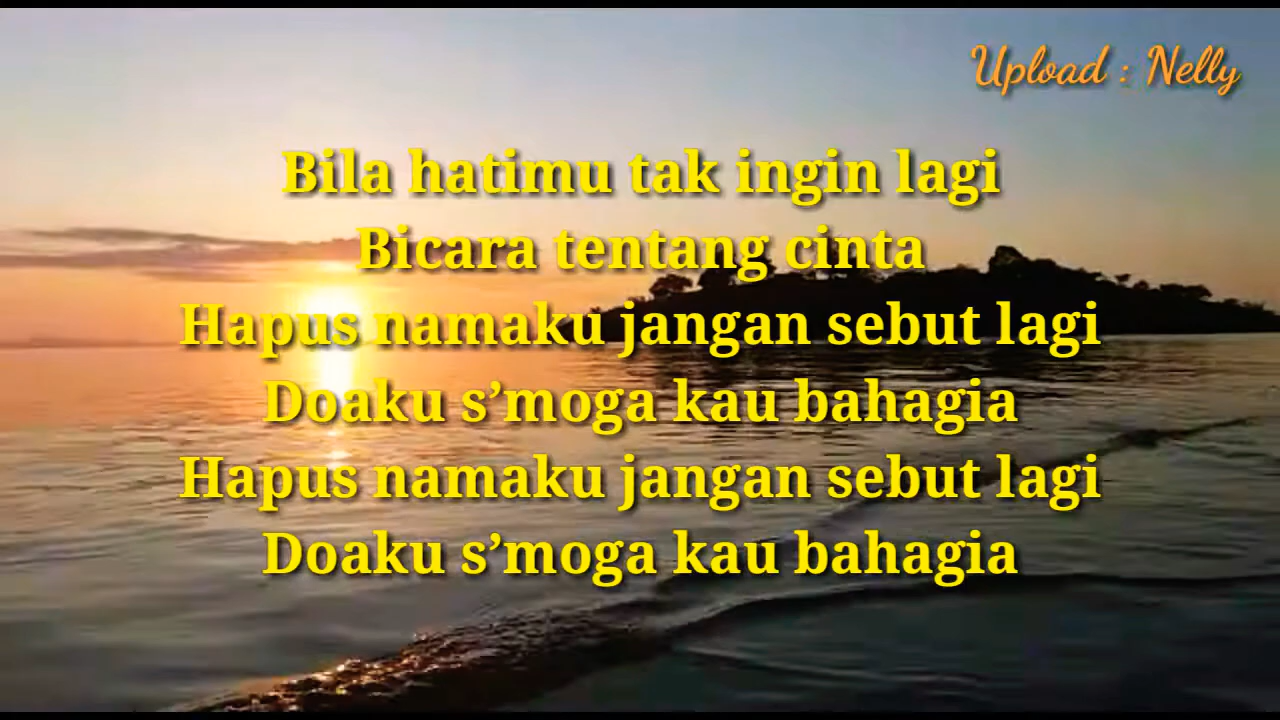 Upload : Nelly
Bila hatimu tak ingin lagi
Bicara tentang cinta
Hapus namaku jangan sebut lagi
Doaku s’moga kau bahagia
Hapus namaku jangan sebut lagi
Doaku s’moga kau bahagia